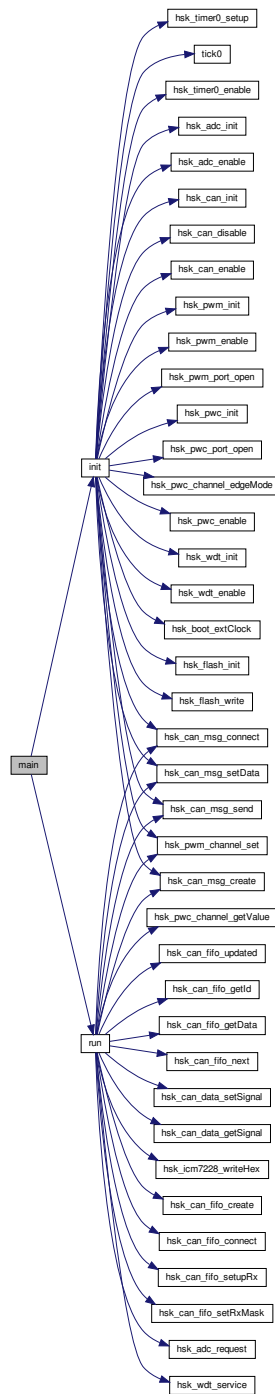 hsk_timer0_setup
tick0
hsk_timer0_enable
hsk_adc_init
hsk_adc_enable
hsk_can_init
hsk_can_disable
hsk_can_enable
hsk_pwm_init
hsk_pwm_enable
hsk_pwm_port_open
hsk_pwc_init
hsk_pwc_port_open
init
hsk_pwc_channel_edgeMode
hsk_pwc_enable
hsk_wdt_init
hsk_wdt_enable
hsk_boot_extClock
hsk_flash_init
hsk_flash_write
hsk_can_msg_connect
main
hsk_can_msg_setData
hsk_can_msg_send
hsk_pwm_channel_set
hsk_can_msg_create
hsk_pwc_channel_getValue
hsk_can_fifo_updated
hsk_can_fifo_getId
hsk_can_fifo_getData
run
hsk_can_fifo_next
hsk_can_data_setSignal
hsk_can_data_getSignal
hsk_icm7228_writeHex
hsk_can_fifo_create
hsk_can_fifo_connect
hsk_can_fifo_setupRx
hsk_can_fifo_setRxMask
hsk_adc_request
hsk_wdt_service